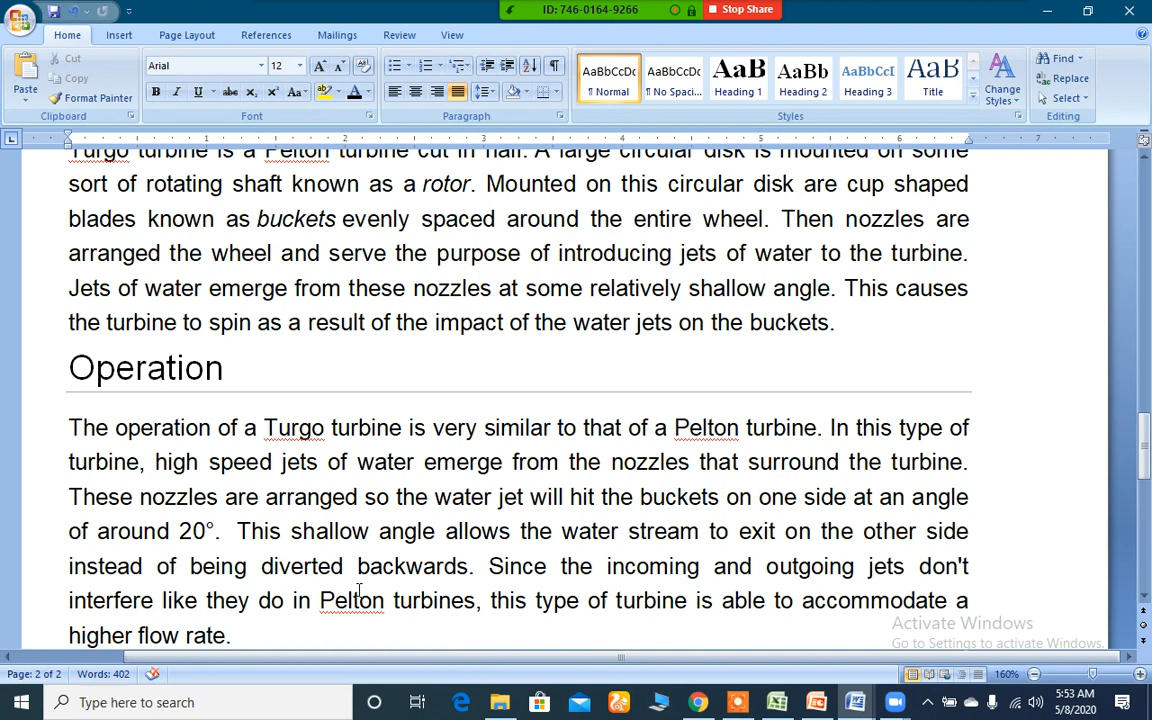 ID: 746-0164-9266 Stop Share
Home Insert Page Layout References Mailings Review View
Paste Cut Copy Format Painter Clipboard
Arial 12 Font
Paragraph
AaBbCcDc ¶ Normal AaBbCcDc ¶ No Spaci... AaB Heading 1 AaBb Heading 2 AaBbCcI Heading 3 AaB Title Change Styles Styles
Find Replace Select Editing
1 2 3 4 5 6 7
Turgo turbine is a Pelton turbine cut in half. A large circular disk is mounted on some
sort of rotating shaft known as a rotor. Mounted on this circular disk are cup shaped
blades known as buckets evenly spaced around the entire wheel. Then nozzles are
arranged the wheel and serve the purpose of introducing jets of water to the turbine.
Jets of water emerge from these nozzles at some relatively shallow angle. This causes
the turbine to spin as a result of the impact of the water jets on the buckets.
Operation
The operation of a Turgo turbine is very similar to that of a Pelton turbine. In this type of
turbine, high speed jets of water emerge from the nozzles that surround the turbine.
These nozzles are arranged so the water jet will hit the buckets on one side at an angle
of around 20°. This shallow angle allows the water stream to exit on the other side
instead of being diverted backwards. Since the incoming and outgoing jets don't
interfere like they do in Pelton turbines, this type of turbine is able to accommodate a
higher flow rate.
Activate Windows
Go to Settings to activate Windows.
Page: 2 of 2 Words: 402 160%
Type here to search
5:53 AM
5/8/2020